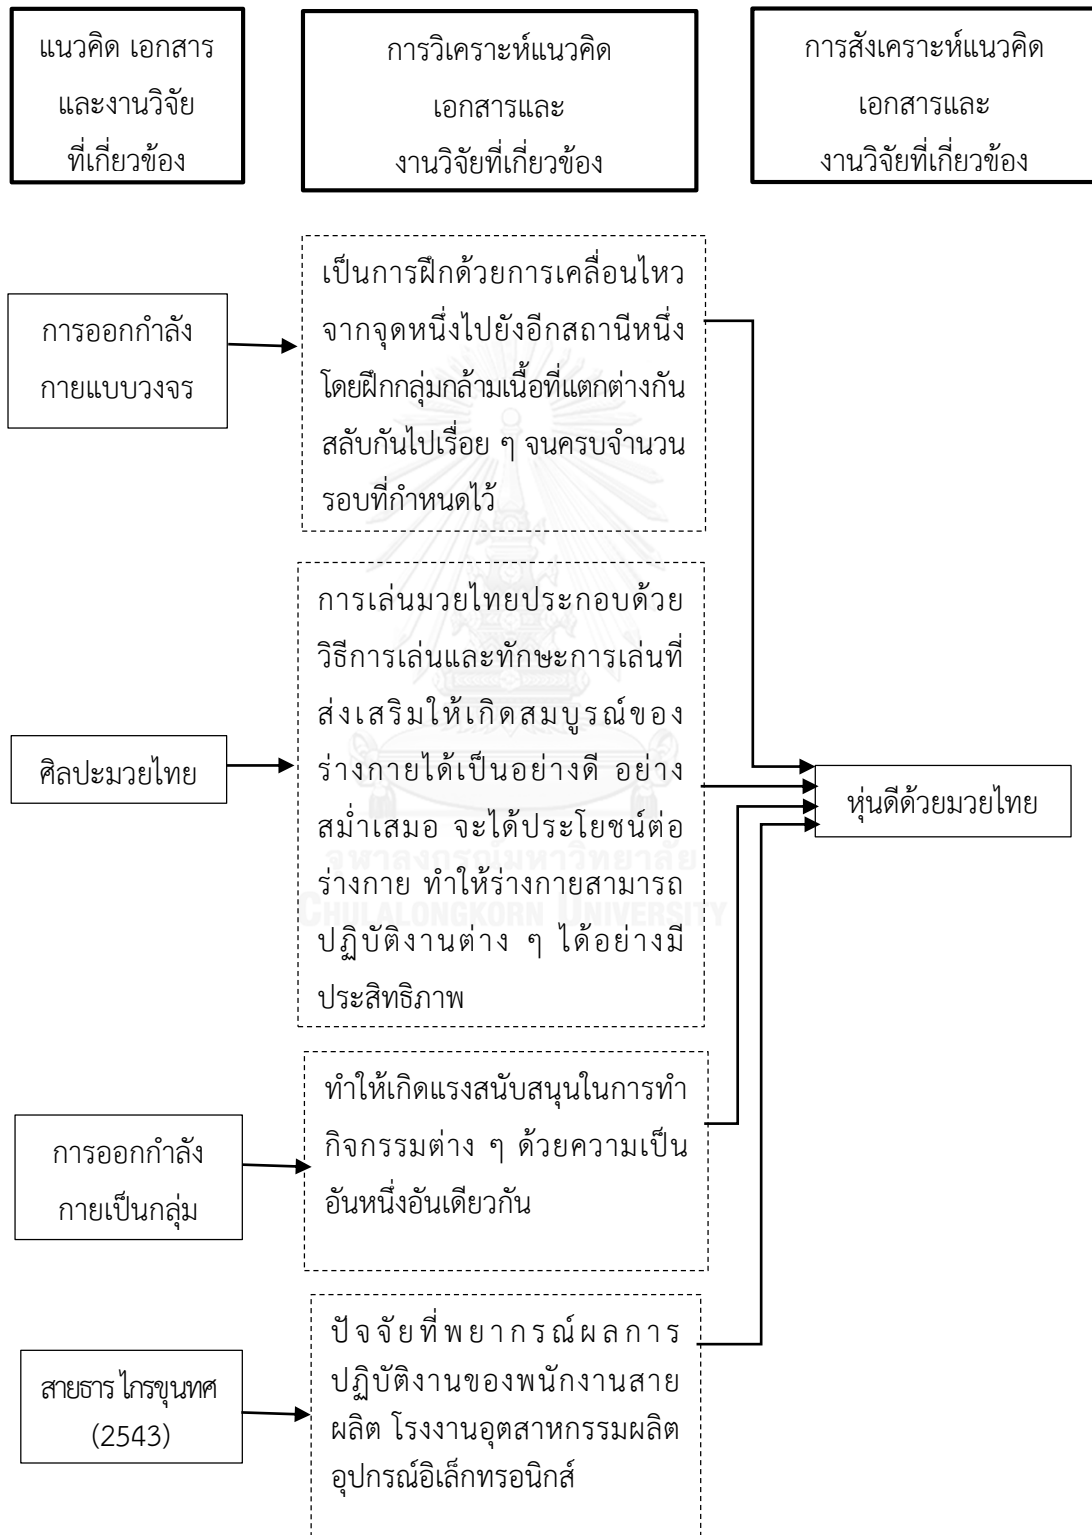 แนวคิด เอกสาร
และงานวิจัย
ที่เกี่ยวข้อง
การวิเคราะห์แนวคิด
เอกสารและ
งานวิจัยที่เกี่ยวข้อง
การสังเคราะห์แนวคิด
เอกสารและ
งานวิจัยที่เกี่ยวข้อง
การออกกำลัง
กายแบบวงจร
เป็นการฝึกด้วยการเคลื่อนไหว
จากจุดหนึ่งไปยังอีกสถานีหนึ่ง
โดยฝึกกลุ่มกล้ามเนื้อที่แตกต่างกัน
สลับกันไปเรื่อย ๆ จนครบจำนวน
รอบที่กำหนดไว้
ศิลปะมวยไทย
การเล่นมวยไทยประกอบด้วย
วิธีการเล่นและทักษะการเล่นที่
ส่งเสริมให้เกิดสมบูรณ์ของ
ร่างกายได้เป็นอย่างดี อย่าง
สม่ำเสมอ จะได้ประโยชน์ต่อ
ร่างกาย ทำให้ร่างกายสามารถ
ปฏิบัติงานต่าง ๆ ได้อย่างมี
ประสิทธิภาพ
หุ่นดีด้วยมวยไทย
จุฬาลงกรณ์มหาวิทยาลัย
CHULALONGKORN UNIVERSITY
การออกกำลัง
กายเป็นกลุ่ม
ทำให้เกิดแรงสนับสนุนในการทำ
กิจกรรมต่าง ๆ ด้วยความเป็น
อันหนึ่งอันเดียวกัน
สายธาร ไกรขุนทศ
(2543)
ปัจจัยที่พยากรณ์ผลการ
ปฏิบัติงานของพนักงานสาย
ผลิต โรงงานอุตสาหกรรมผลิต
อุปกรณ์อิเล็กทรอนิกส์